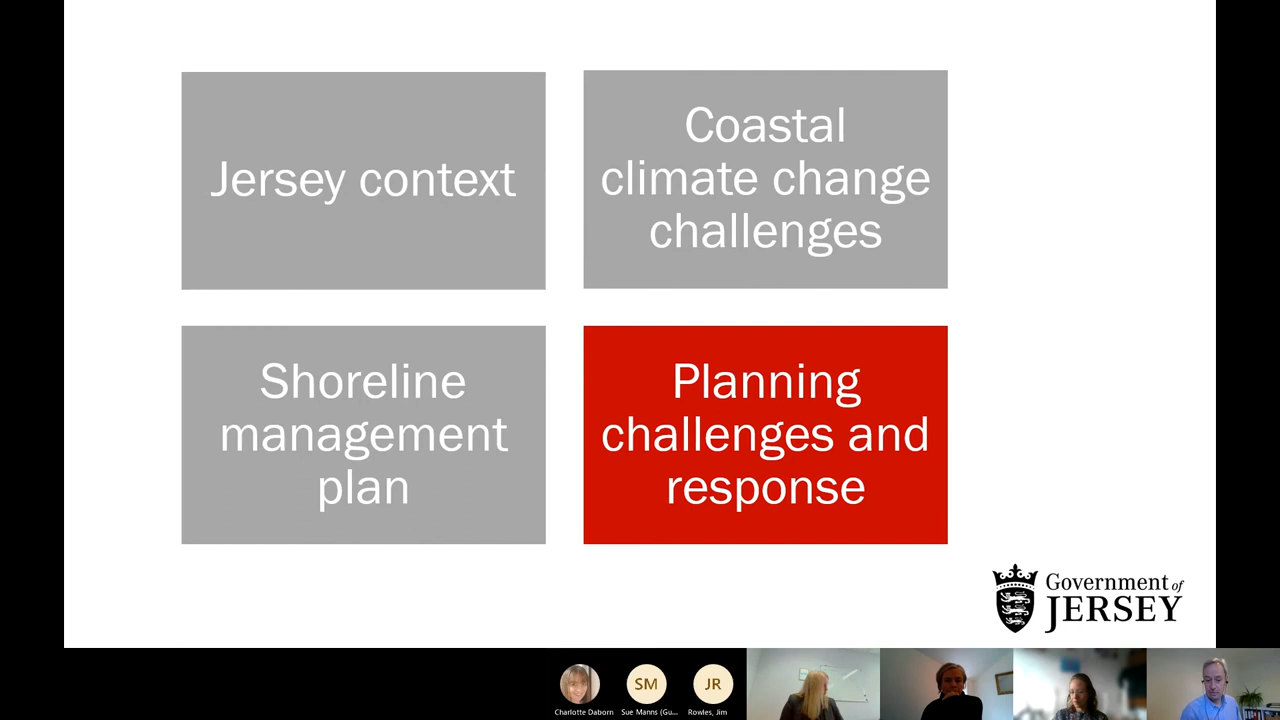 Jersey context
Coastal
climate change
challenges
Shoreline
management
plan
Planning
challenges and
response
Government of
JERSEY
SM
JR
Charlotte Daborn
Sue Manns (Gu...
Rowles, Jim